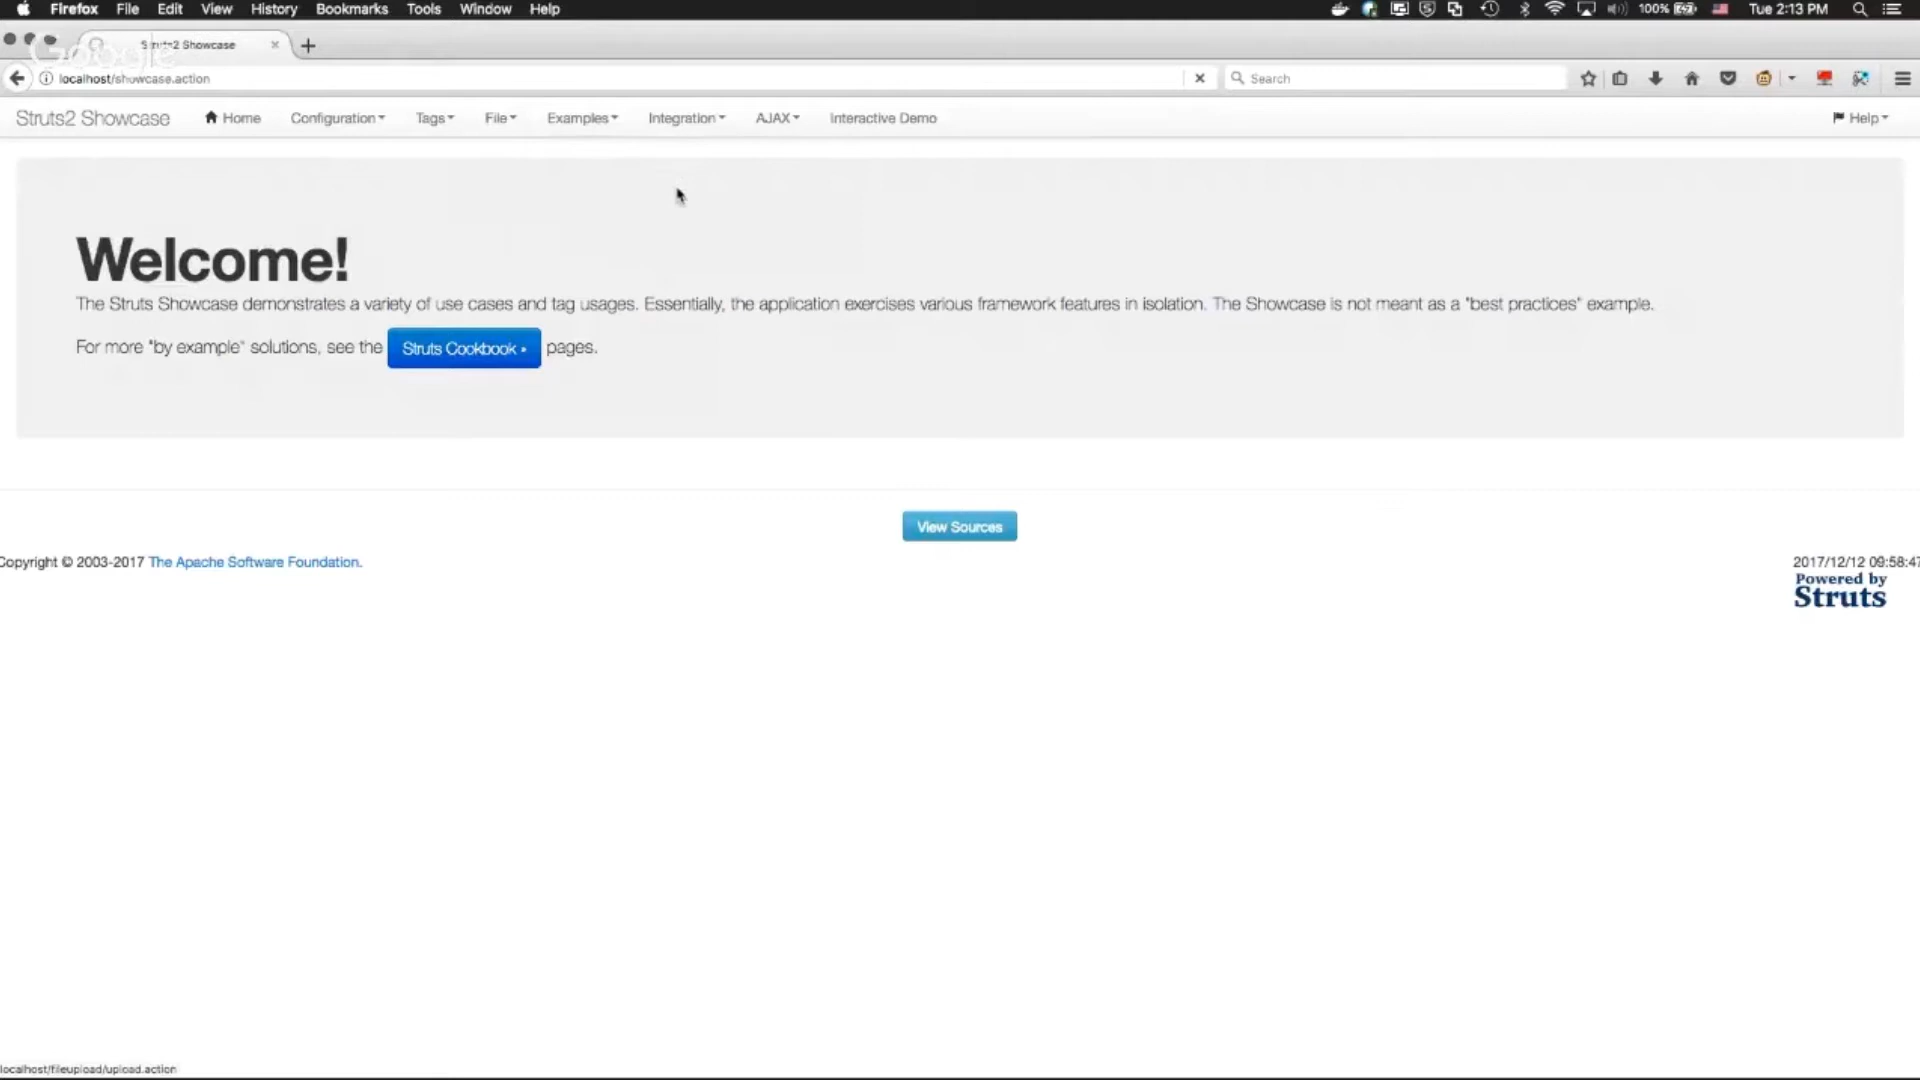 Firefox File Edit View History Bookmarks Tools Window Help 100% Tue 2:13 PM
Google
Struts2 Showcase
localhost/showcase.action Search
Struts2 Showcase Home Configuration Tags File Examples Integration AJAX Interactive Demo Help
Welcome!
The Struts Showcase demonstrates a variety of use cases and tag usages. Essentially, the application exercises various framework features in isolation. The Showcase is not meant as a "best practices" example.
For more "by example" solutions, see the Struts Cookbook » pages.
View Sources
Copyright © 2003-2017 The Apache Software Foundation.
2017/12/12 09:58:47
Powered by
Struts
localhost/fileupload/upload.action